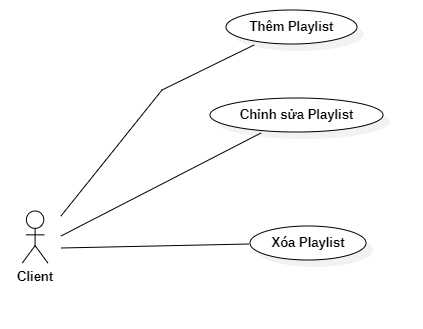 Thêm Playlist
Chỉnh sửa Playlist
Xóa Playlist
Client